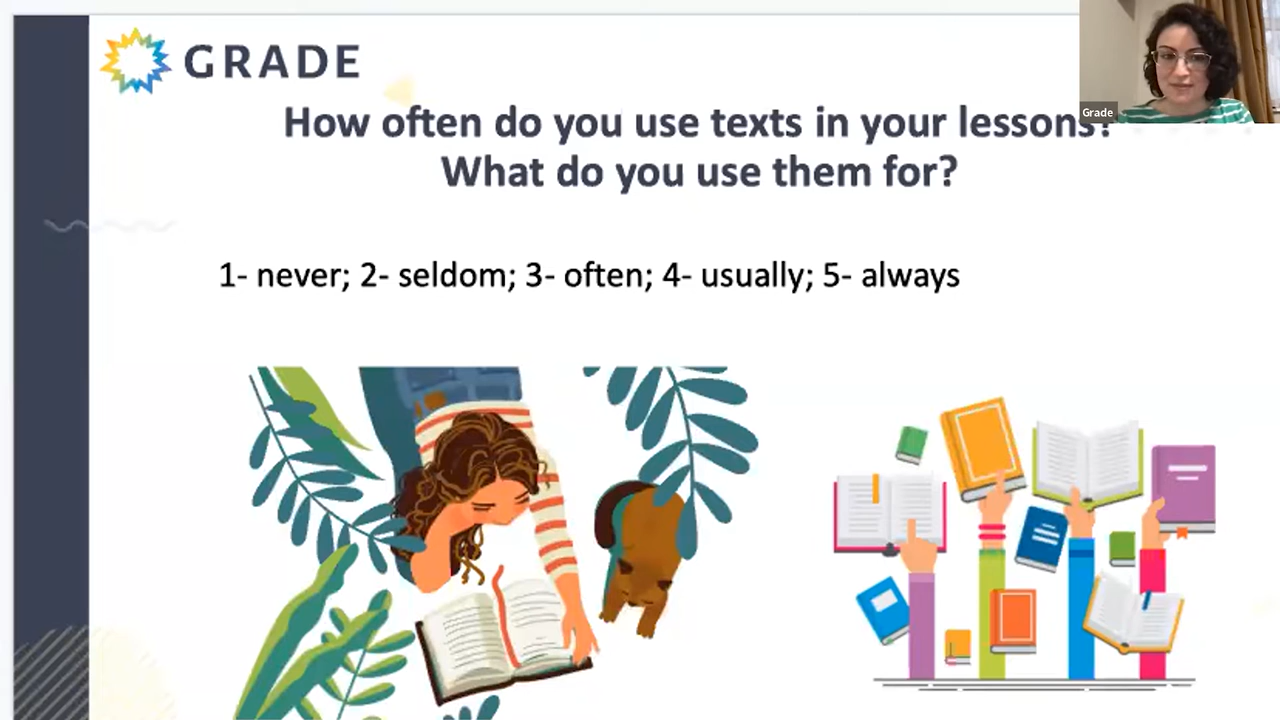 GRADE
Grade
How often do you use texts in your lessons?
What do you use them for?
1- never; 2- seldom; 3- often; 4- usually; 5- always